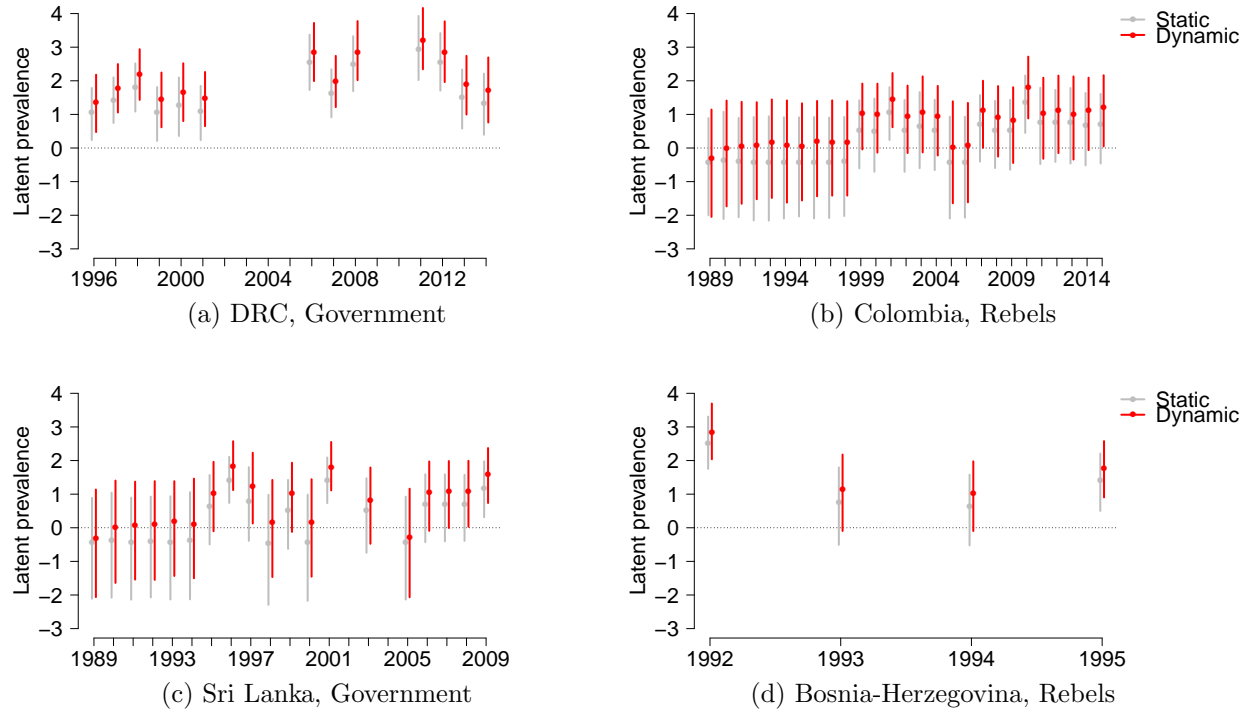 Latent prevalence
4
3
2
1
0
−1
−2
−3
1996 2000 2004 2008 2012
(a) DRC, Government
Latent prevalence
4
3
2
1
0
−1
−2
−3
1989 1994 1999 2004 2009 2014
Static
Dynamic
(b) Colombia, Rebels
Latent prevalence
4
3
2
1
0
−1
−2
−3
1989 1993 1997 2001 2005 2009
(c) Sri Lanka, Government
Latent prevalence
4
3
2
1
0
−1
−2
−3
1992 1993 1994 1995
Static
Dynamic
(d) Bosnia-Herzegovina, Rebels